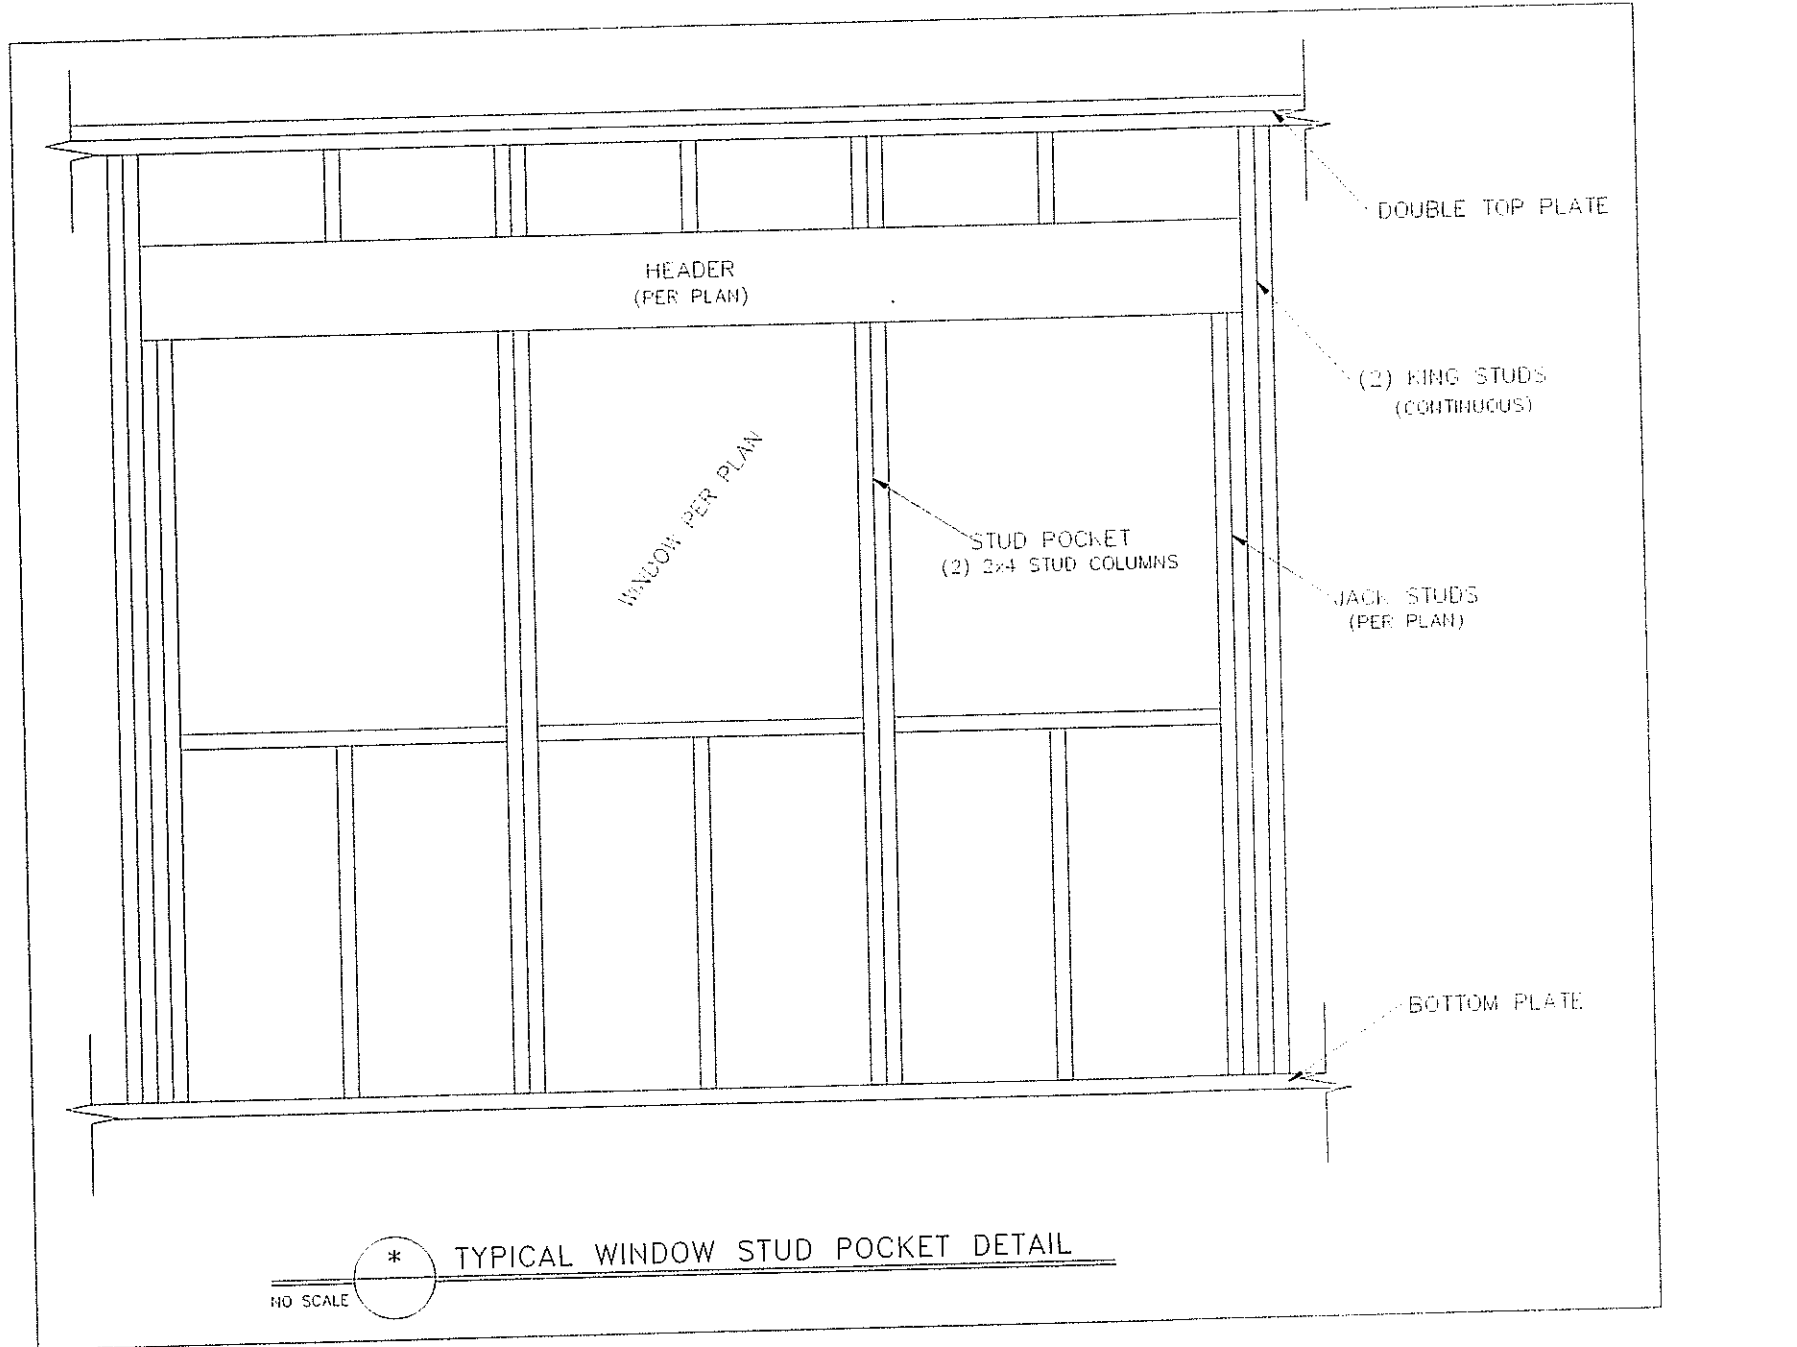 DOUBLE TOP PLATE
HEADER
(PER PLAN)
(2) KING STUDS
(CONTINUOUS)
WINDOW PER PLAN
STUD POCKET
(2) 2x4 STUD COLUMNS
JACK STUDS
(PER PLAN)
BOTTOM PLATE
*
TYPICAL WINDOW STUD POCKET DETAIL
NO SCALE